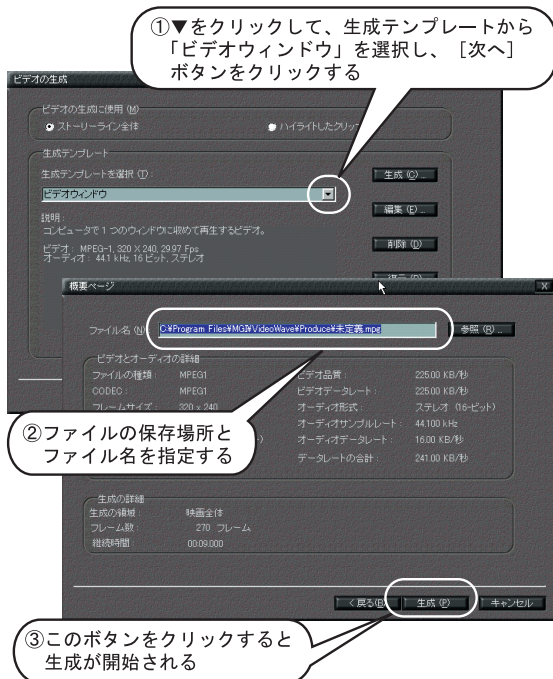 ①▼をクリックして、生成テンプレートから
「ビデオウィンドウ」を選択し、［次へ］
ボタンをクリックする
ビデオの生成
ビデオの生成に使用 (M)
ストーリーライン全体
ハイライトしたクリップ
生成テンプレート
生成テンプレートを選択 (T) :
ビデオウィンドウ
生成 (C) ...
編集 (E) ...
削除 (D)
説明 :
コンピュータで 1 つのウィンドウに収めて再生するビデオ。
ビデオ : MPEG-1, 320 X 240, 29.97 Fps
オーディオ : 44.1 kHz, 16 ビット, ステレオ
概要ページ
ファイル名 (N) :
C:¥Program Files¥MGI¥VideoWave¥Produce¥未定義.mpg
参照 (R) ...
ビデオとオーディオの詳細
ファイルの種類 : MPEG1
ビデオ品質 : 225.00 KB/秒
CODEC : MPEG1
ビデオデータレート : 225.00 KB/秒
フレームサイズ 320 x 240
オーディオ形式 : ステレオ (16-ビット)
オーディオサンプルレート : 44.100 kHz
オーディオデータレート : 16.00 KB/秒
データレートの合計 : 241.00 KB/秒
②ファイルの保存場所と
ファイル名を指定する
生成の詳細
生成の領域 : 映画全体
フレーム数 : 270 フレーム
継続時間 : 00:09.000
< 戻る(B)
生成 (P)
キャンセル
③このボタンをクリックすると
生成が開始される